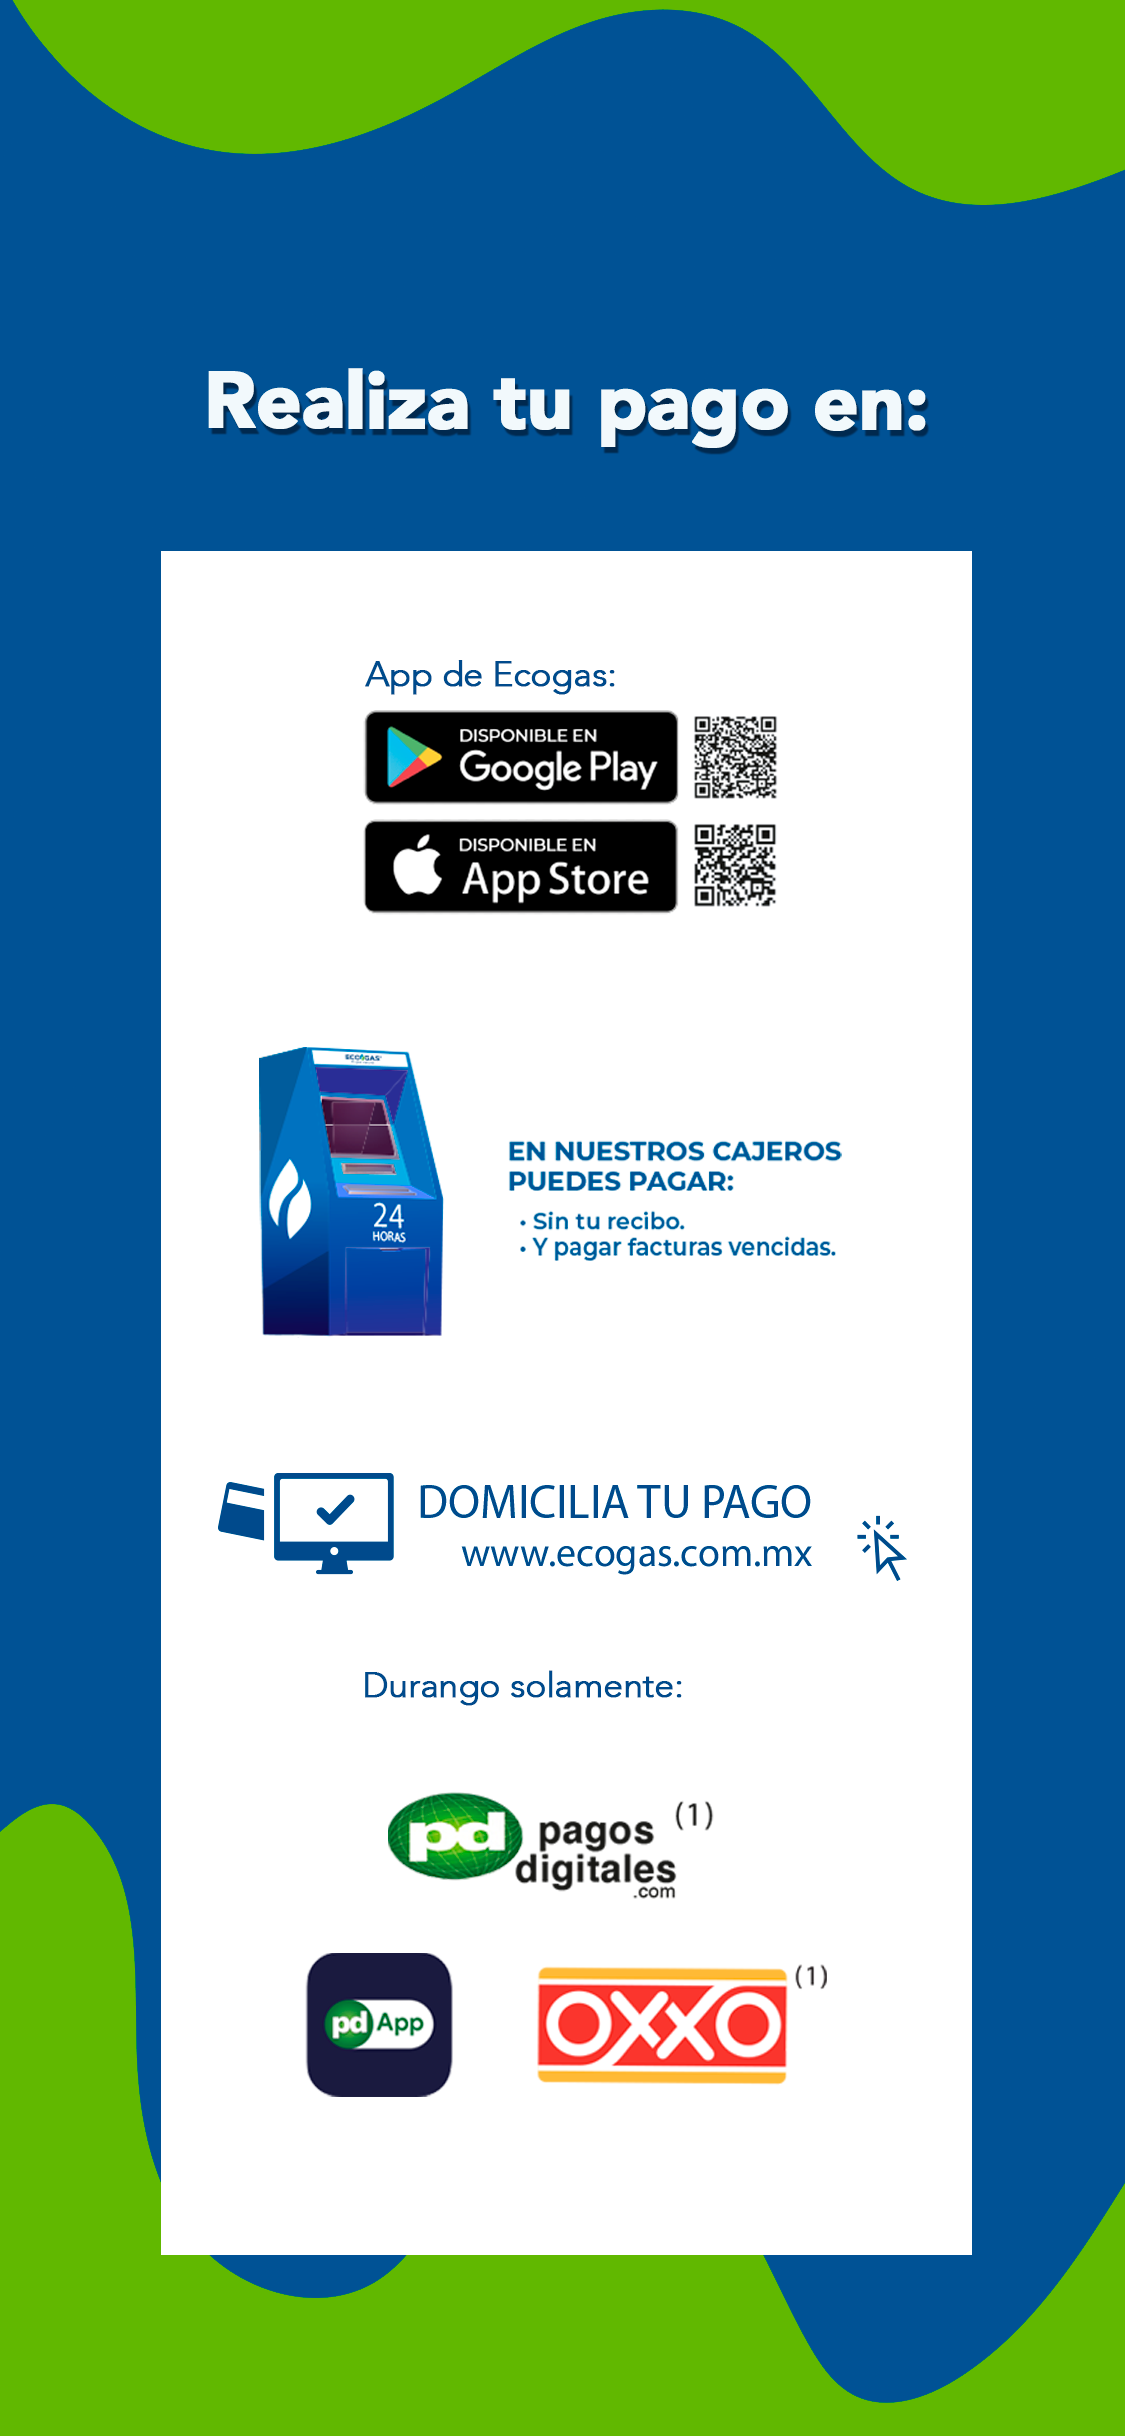 Realiza tu pago en:
App de Ecogas:
DISPONIBLE EN
Google Play
DISPONIBLE EN
App Store
ECOGAS
24
HORAS
EN NUESTROS CAJEROS
PUEDES PAGAR:
• Sin tu recibo.
• Y pagar facturas vencidas.
DOMICILIA TU PAGO
www.ecogas.com.mx
Durango solamente:
pd pagos (1)
digitales
.com
pd App
OXXO (1)